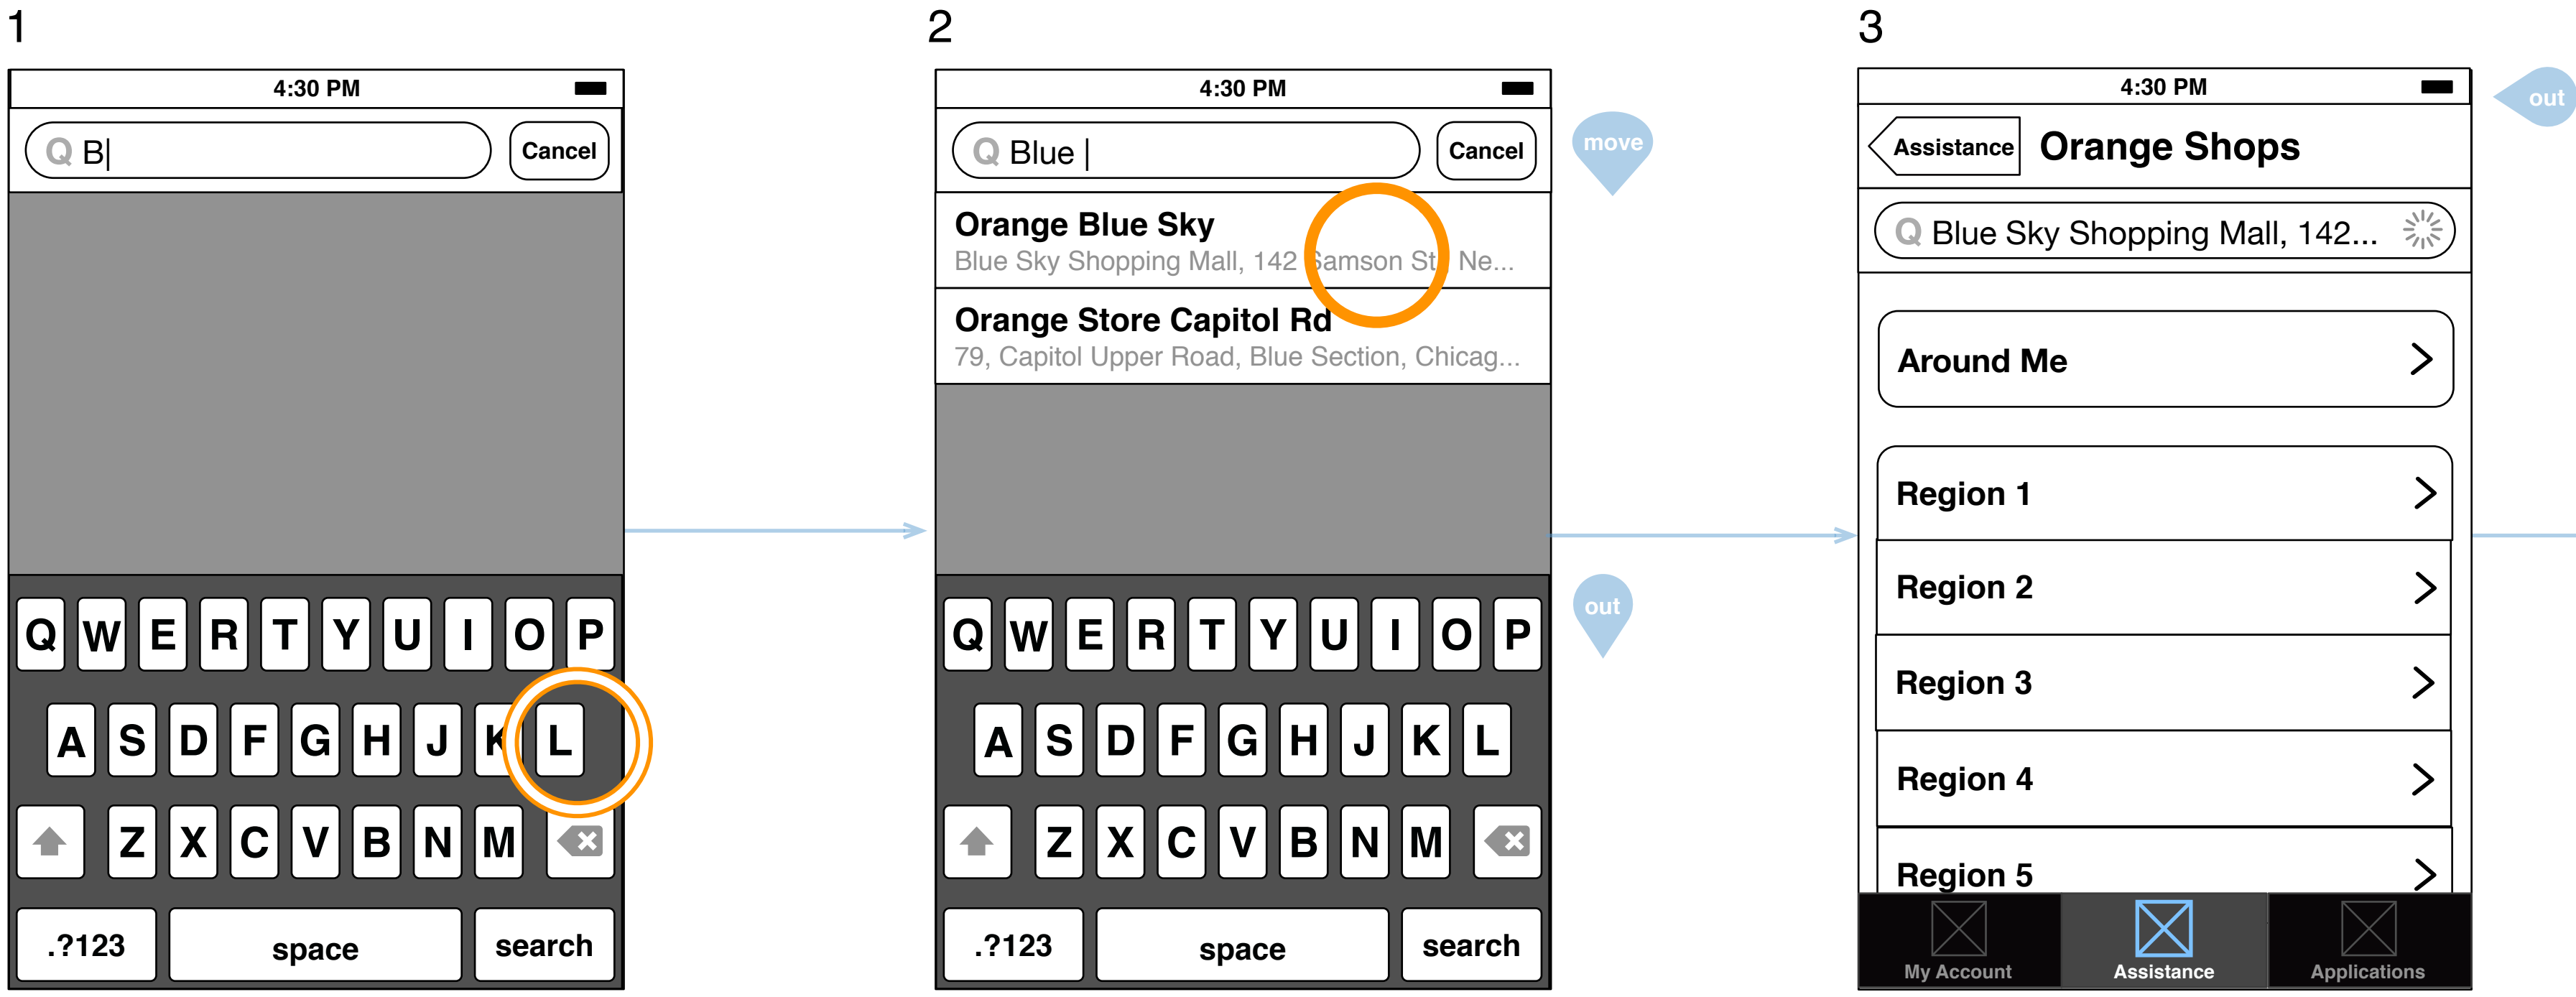 1
4:30 PM
B
Cancel
Q W E R T Y U I O P
A S D F G H J K L
Z X C V B N M
.?123 space search
2
4:30 PM
Blue
Cancel
Orange Blue Sky
Blue Sky Shopping Mall, 142 Samson St, Ne...
Orange Store Capitol Rd
79, Capitol Upper Road, Blue Section, Chicag...
Q W E R T Y U I O P
A S D F G H J K L
Z X C V B N M
.?123 space search
move
out
3
4:30 PM
Assistance
Orange Shops
Blue Sky Shopping Mall, 142...
Around Me
Region 1
Region 2
Region 3
Region 4
Region 5
My Account Assistance Applications
out